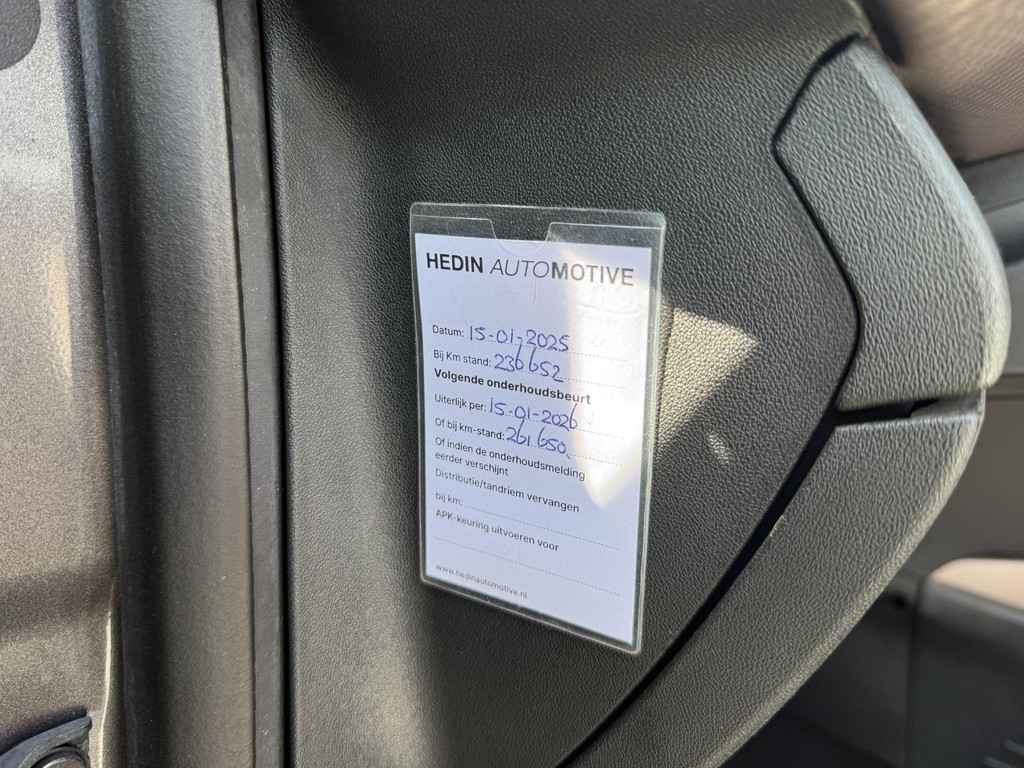 HEDIN AUTOMOTIVE
Datum: 15-01-2025
Bij Km stand: 230652
Volgende onderhoudsbeurt
Uiterlijk per: 15-01-2026
Of bij km-stand: 261.650
Of indien de onderhoudsmelding
eerder verschijnt
Distributie/tandriem vervangen
bij km:
APK-keuring uitvoeren voor
www.hedinautomotive.nl